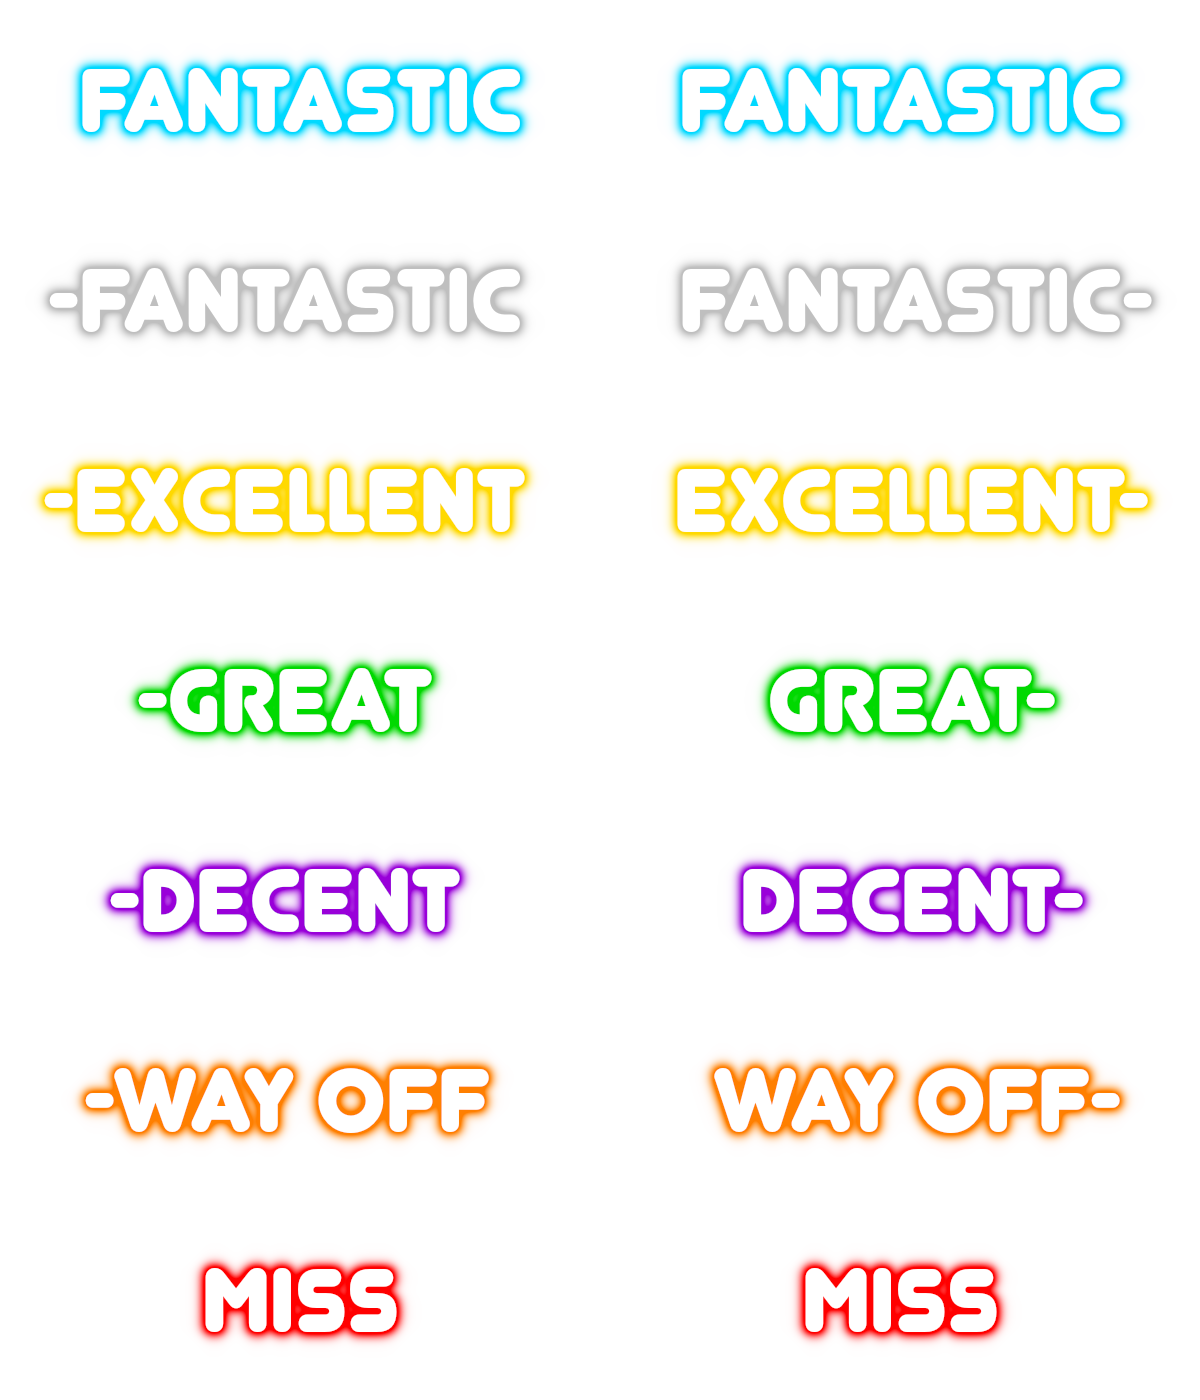 FANTASTIC FANTASTIC
-FANTASTIC FANTASTIC-
-EXCELLENT EXCELLENT-
-GREAT GREAT-
-DECENT DECENT-
-WAY OFF WAY OFF-
MISS MISS